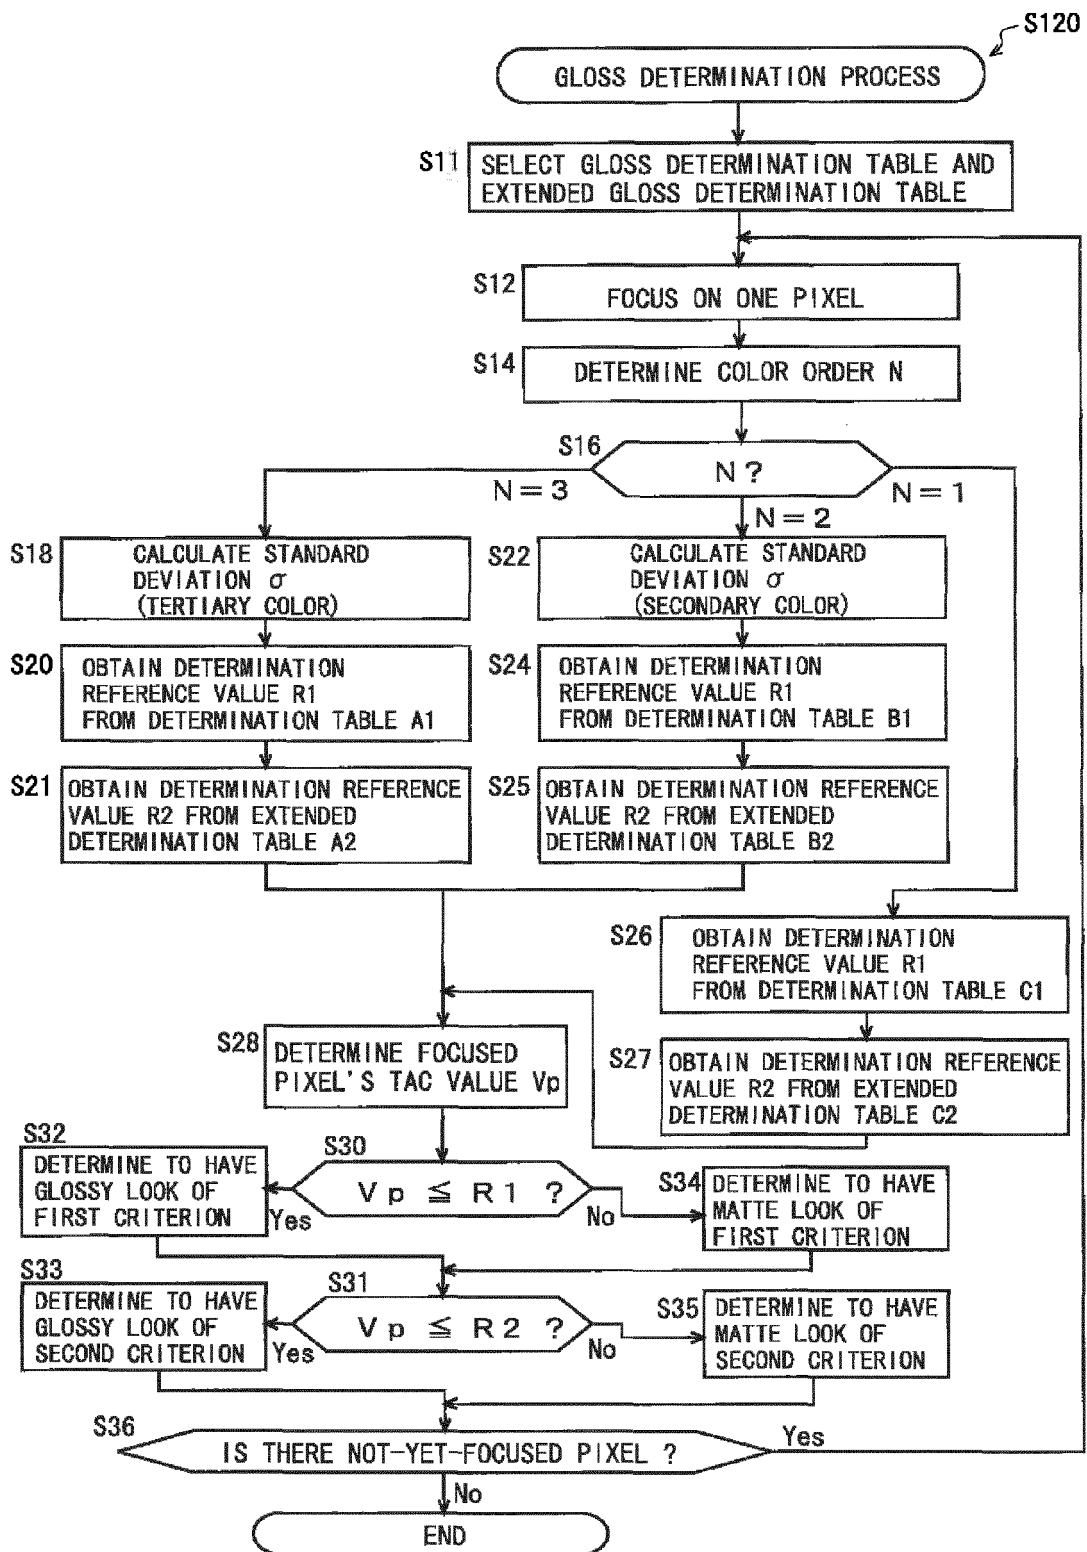 S120
GLOSS DETERMINATION PROCESS
S11
SELECT GLOSS DETERMINATION TABLE AND
EXTENDED GLOSS DETERMINATION TABLE
S12
FOCUS ON ONE PIXEL
S14
DETERMINE COLOR ORDER N
S16
N ?
N = 3
N = 2
N = 1
S18
CALCULATE STANDARD
DEVIATION σ
(TERTIARY COLOR)
S22
CALCULATE STANDARD
DEVIATION σ
(SECONDARY COLOR)
S20
OBTAIN DETERMINATION
REFERENCE VALUE R1
FROM DETERMINATION TABLE A1
S24
OBTAIN DETERMINATION
REFERENCE VALUE R1
FROM DETERMINATION TABLE B1
S21
OBTAIN DETERMINATION REFERENCE
VALUE R2 FROM EXTENDED
DETERMINATION TABLE A2
S25
OBTAIN DETERMINATION REFERENCE
VALUE R2 FROM EXTENDED
DETERMINATION TABLE B2
S26
OBTAIN DETERMINATION
REFERENCE VALUE R1
FROM DETERMINATION TABLE C1
S27
OBTAIN DETERMINATION REFERENCE
VALUE R2 FROM EXTENDED
DETERMINATION TABLE C2
S28
DETERMINE FOCUSED
PIXEL'S TAC VALUE Vp
S30
Vp ≦ R1 ?
Yes
No
S32
DETERMINE TO HAVE
GLOSSY LOOK OF
FIRST CRITERION
S34
DETERMINE TO HAVE
MATTE LOOK OF
FIRST CRITERION
S31
Vp ≦ R2 ?
Yes
No
S33
DETERMINE TO HAVE
GLOSSY LOOK OF
SECOND CRITERION
S35
DETERMINE TO HAVE
MATTE LOOK OF
SECOND CRITERION
S36
IS THERE NOT-YET-FOCUSED PIXEL ?
Yes
No
END